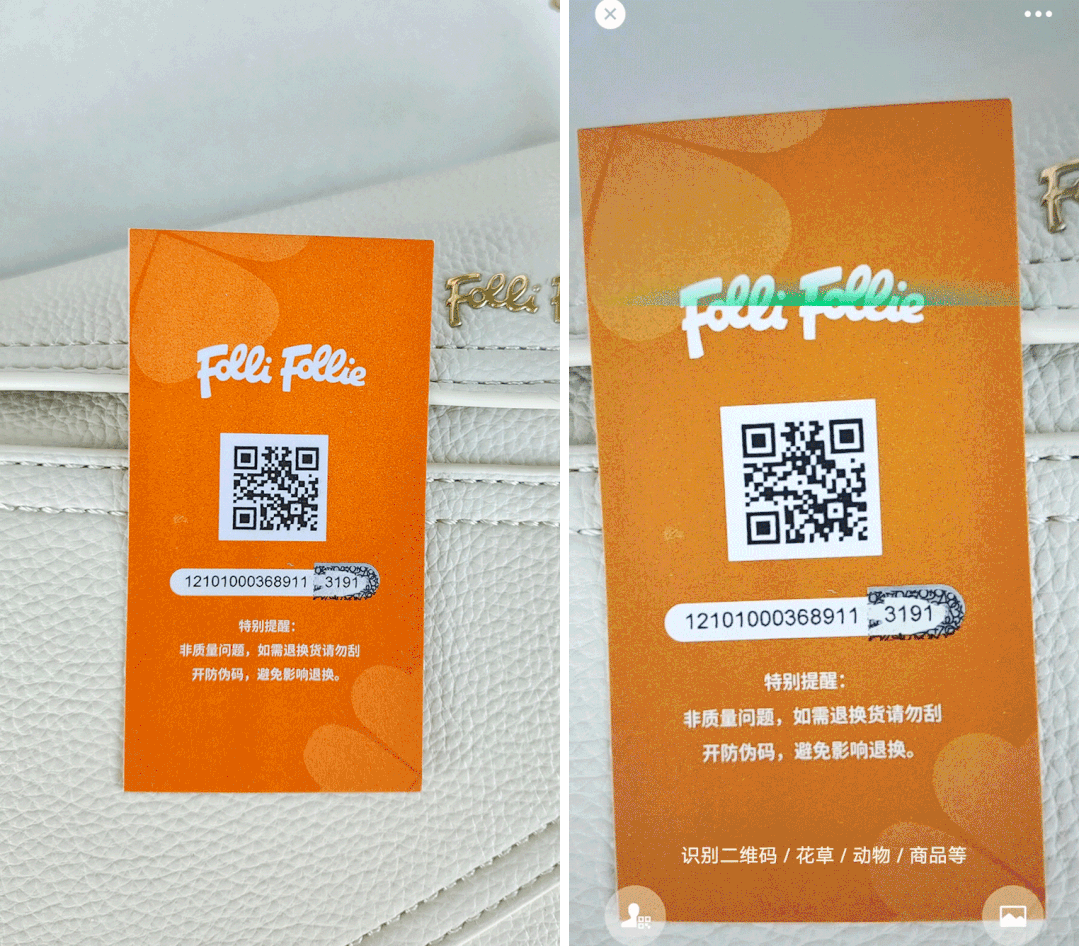 Folli
Folli Follie
12101000368911 3191
特别提醒：
非质量问题，如需退换货请勿刮
开防伪码，避免影响退换。
Folli Follie
12101000368911 3191
特别提醒：
非质量问题，如需退换货请勿刮
开防伪码，避免影响退换。
识别二维码 / 花草 / 动物 / 商品等